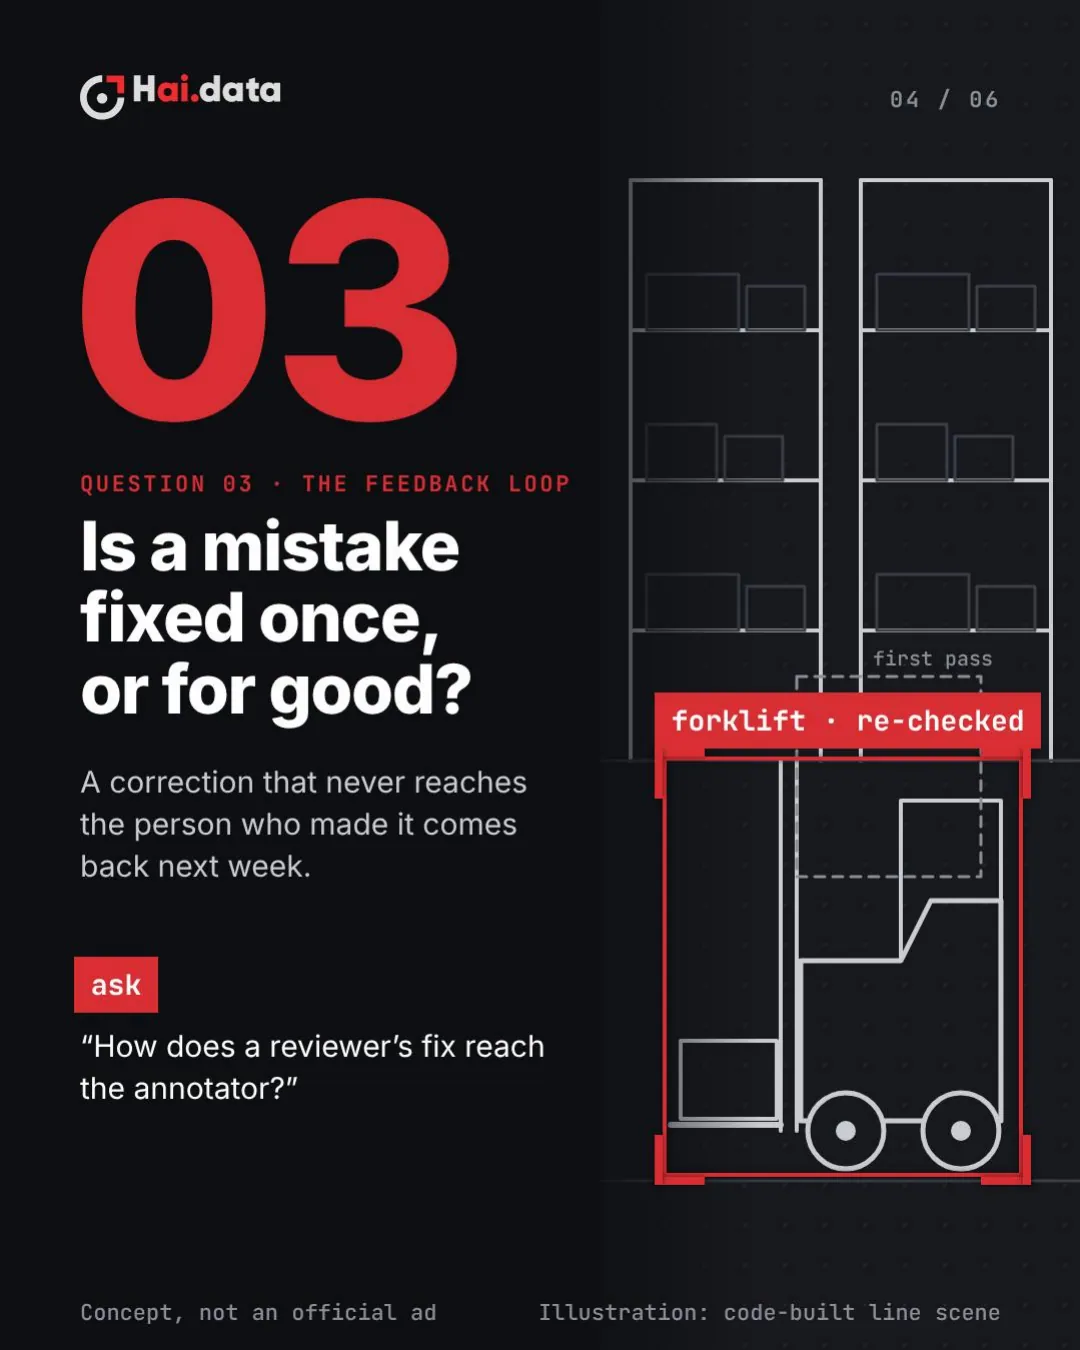 Hai.data
04 / 06
03
QUESTION 03 · THE FEEDBACK LOOP
Is a mistake
fixed once,
or for good?
A correction that never reaches
the person who made it comes
back next week.
ask
“How does a reviewer’s fix reach
the annotator?”
first pass
forklift · re-checked
Concept, not an official ad
Illustration: code-built line scene